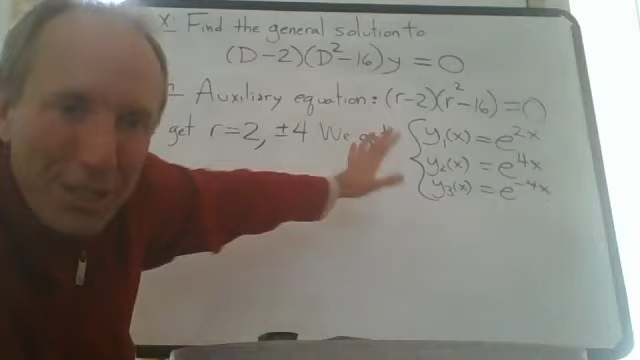 X: Find the general solution to
(D-2)(D²-16)y = 0
Auxiliary equation: (r-2)(r²-16)=0
get r=2, ±4 We get
y₁(x) = e^2x
y₂(x) = e^4x
y₃(x) = e^-4x